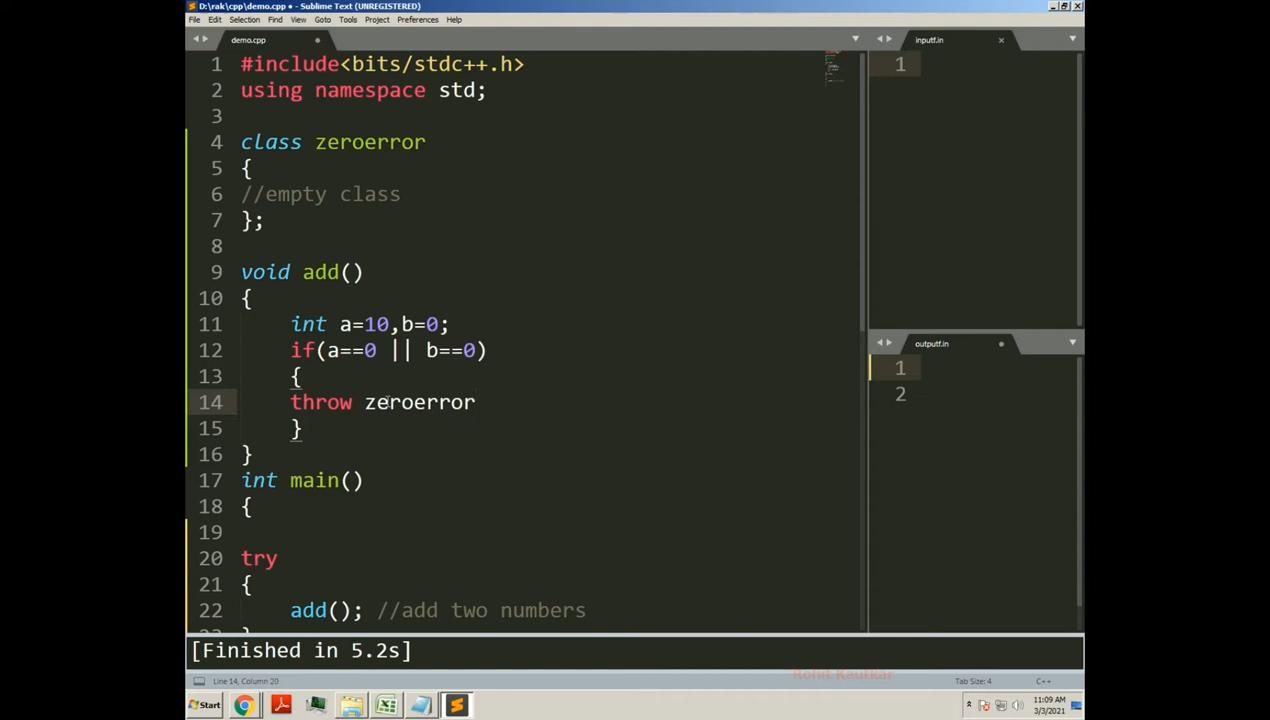 D:\rak\cpp\demo.cpp • - Sublime Text (UNREGISTERED)
File Edit Selection Find View Goto Tools Project Preferences Help
demo.cpp
1 #include<bits/stdc++.h>
2 using namespace std;
3
4 class zeroerror
5 {
6 //empty class
7 };
8
9 void add()
10 {
11 int a=10,b=0;
12 if(a==0 || b==0)
13 {
14 throw zeroerror
15 }
16 }
17 int main()
18 {
19
20 try
21 {
22 add(); //add two numbers
inputf.in
1
outputf.in
1
2
[Finished in 5.2s]
Rohit Kautkar
Line 14, Column 20
Tab Size: 4
C++
Start
11:09 AM
3/3/2021